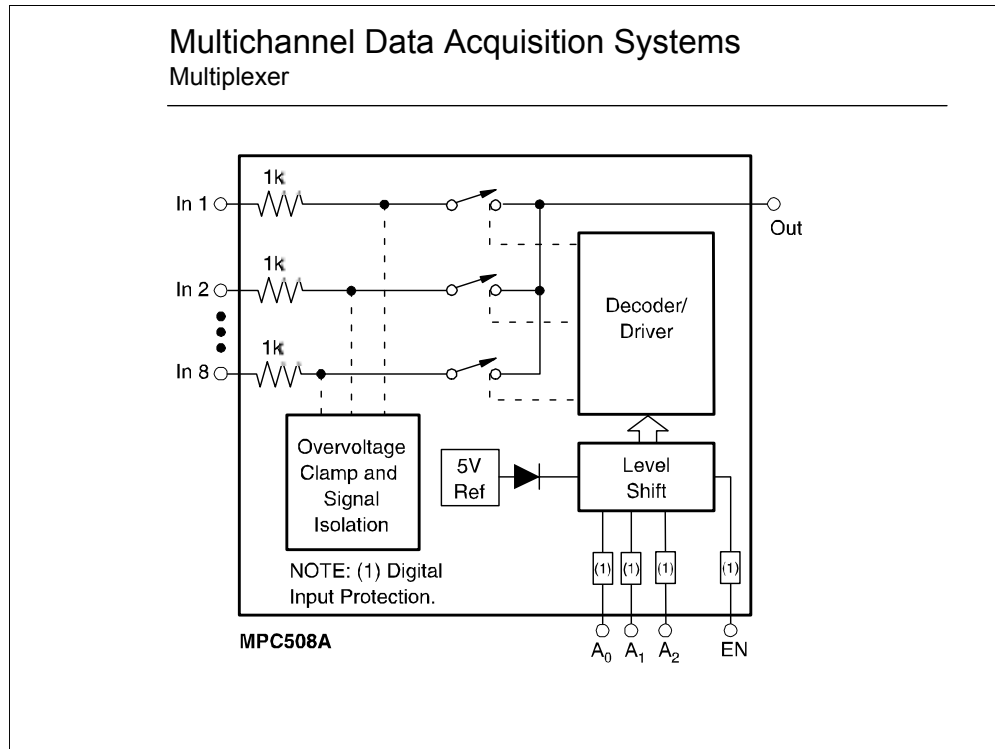 Multichannel Data Acquisition Systems
Multiplexer
1k
In 1
Out
1k
In 2
Decoder/
Driver
1k
In 8
Overvoltage
Clamp and
Signal
Isolation
5V
Ref
Level
Shift
(1) (1) (1) (1)
NOTE: (1) Digital
Input Protection.
MPC508A
A0 A1 A2 EN